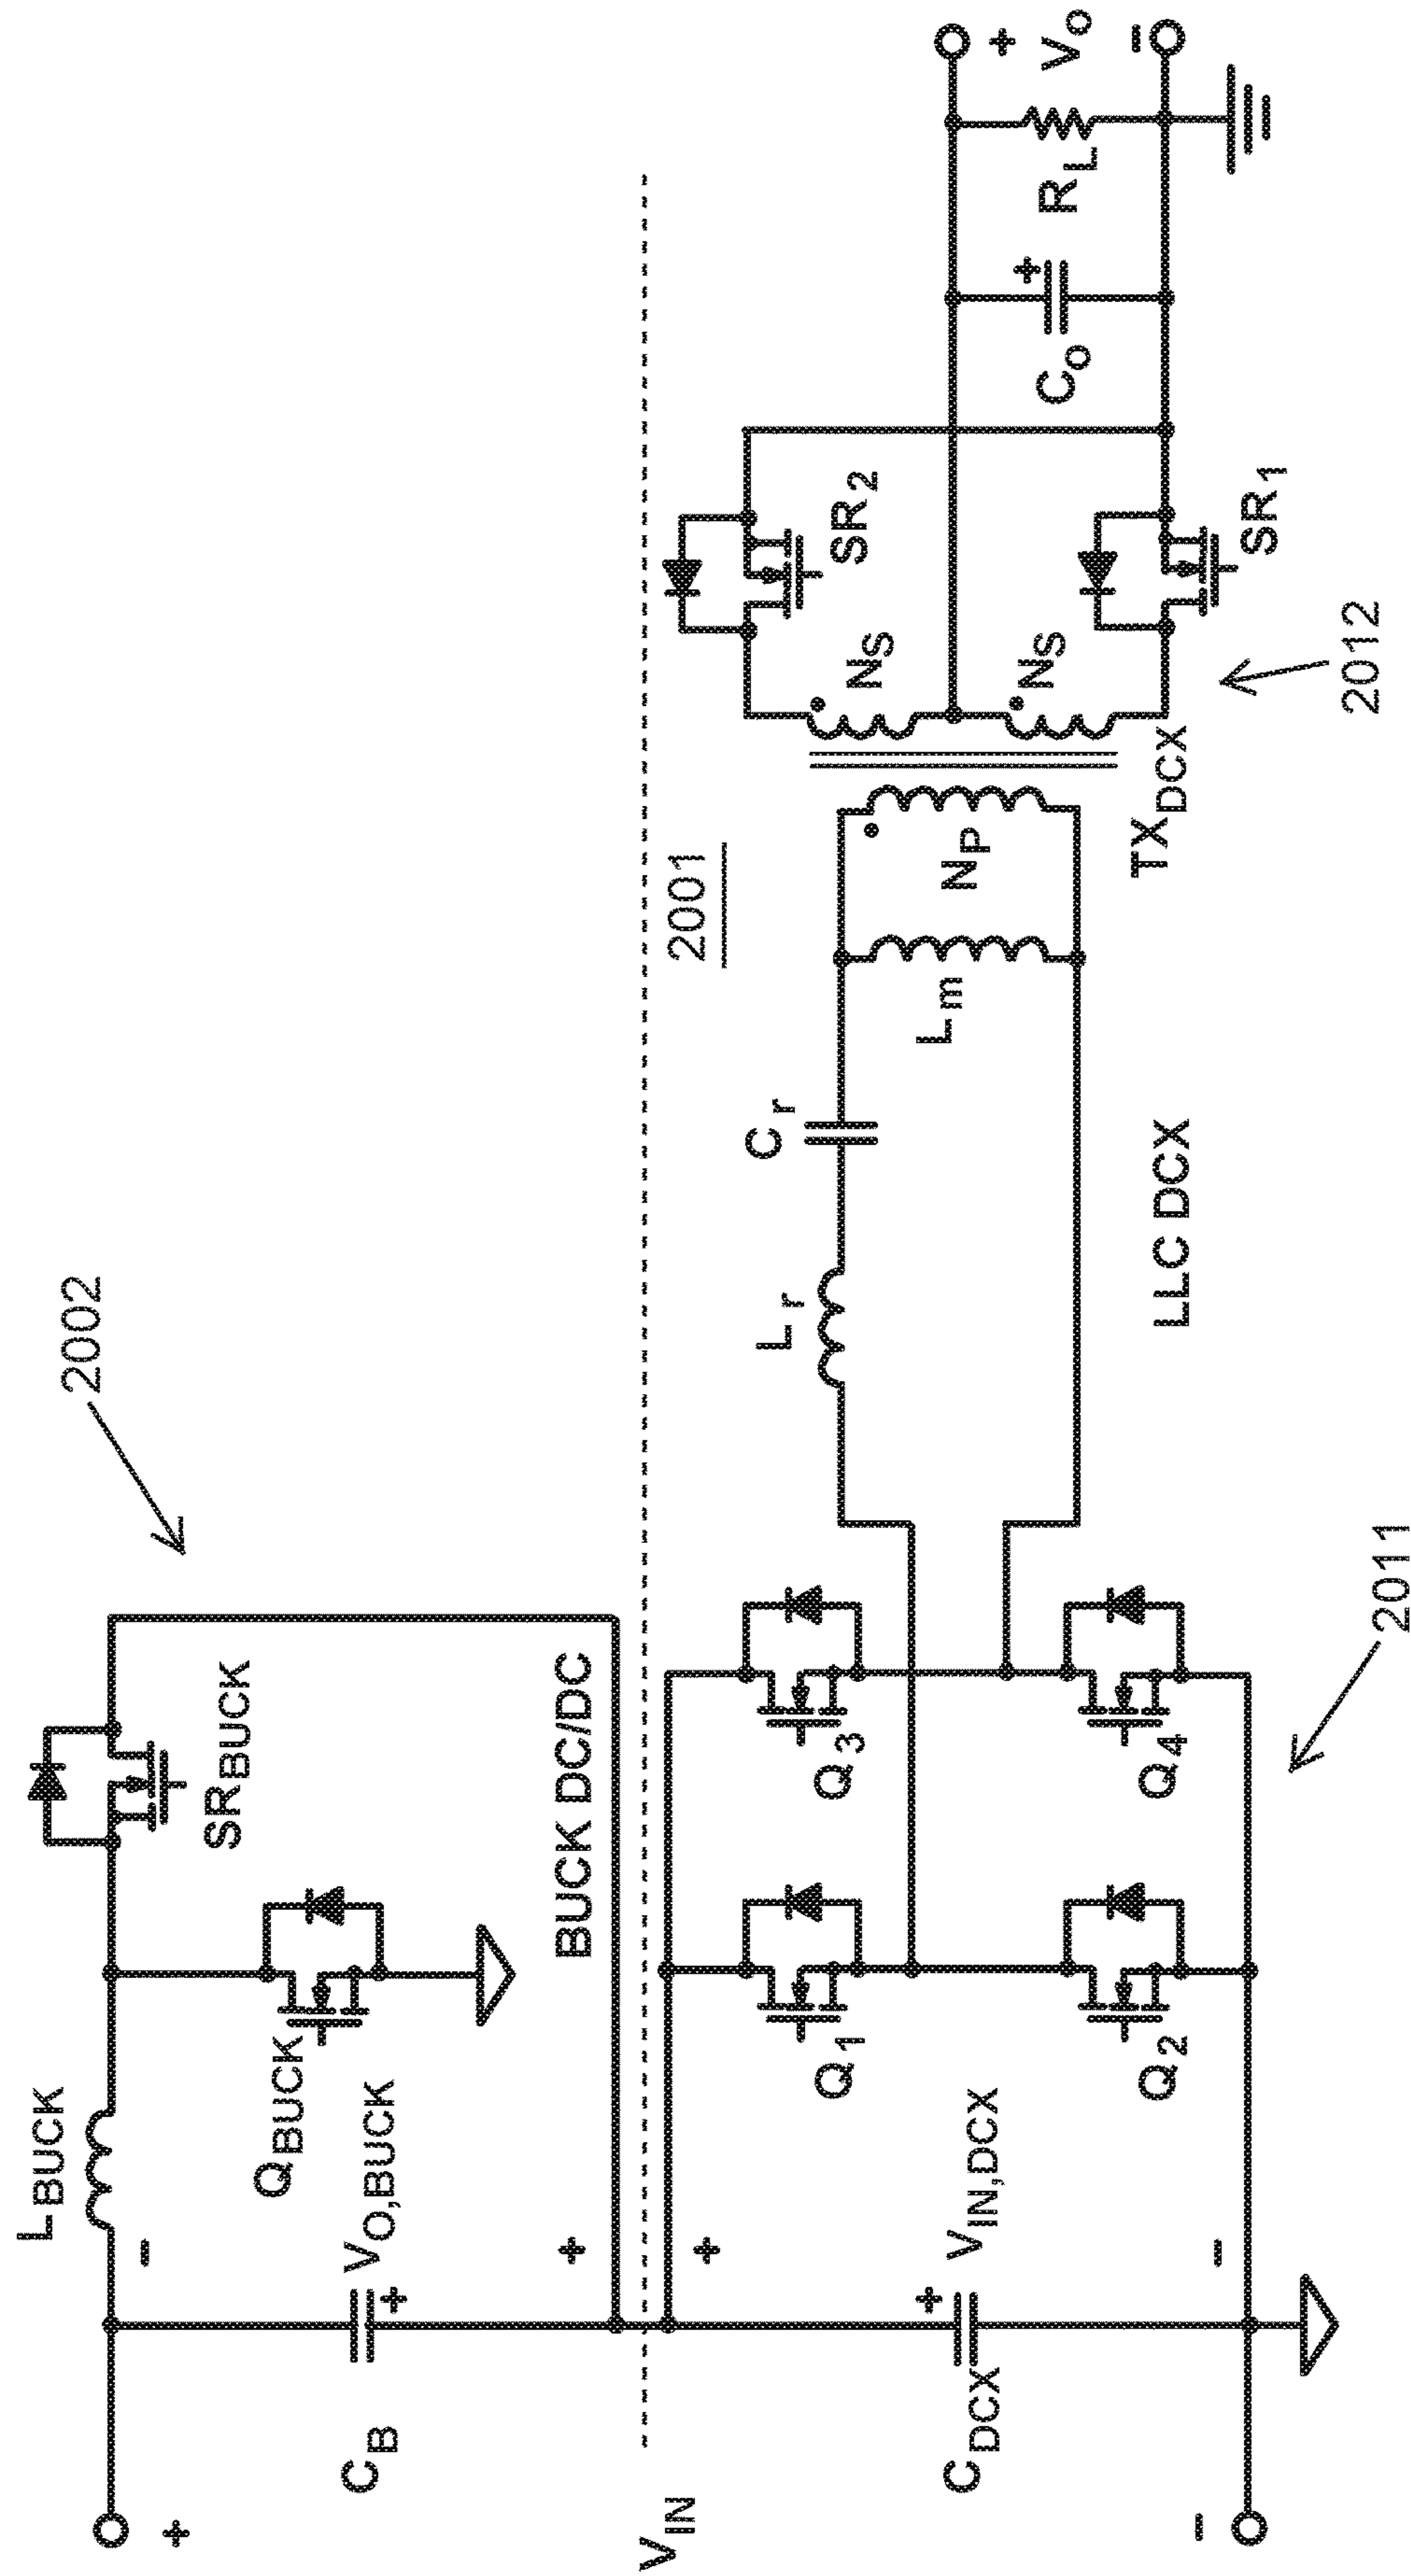 2002
L BUCK
SR BUCK
Q BUCK
C B
V O,BUCK
BUCK DC/DC
+
-
+
+
V IN
2001
+
+
-
-
C DCX
V IN,DCX
Q 1
Q 2
Q 3
Q 4
2011
L r
C r
L m
N P
LLC DCX
TX DCX
N S
N S
SR 2
SR 1
2012
C O
+
R L
+
V O
-